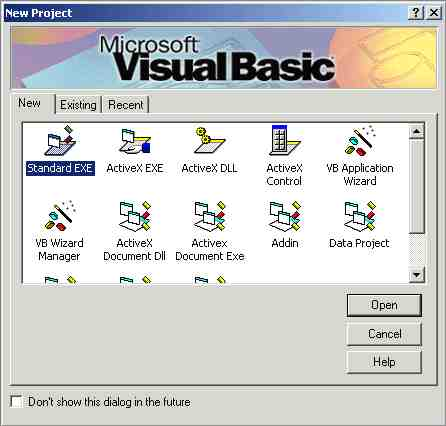 New Project
Microsoft
Visual Basic
New Existing Recent
Standard EXE ActiveX EXE ActiveX DLL ActiveX Control VB Application Wizard
VB Wizard Manager ActiveX Document Dll Activex Document Exe Addin Data Project
Open
Cancel
Help
Don't show this dialog in the future